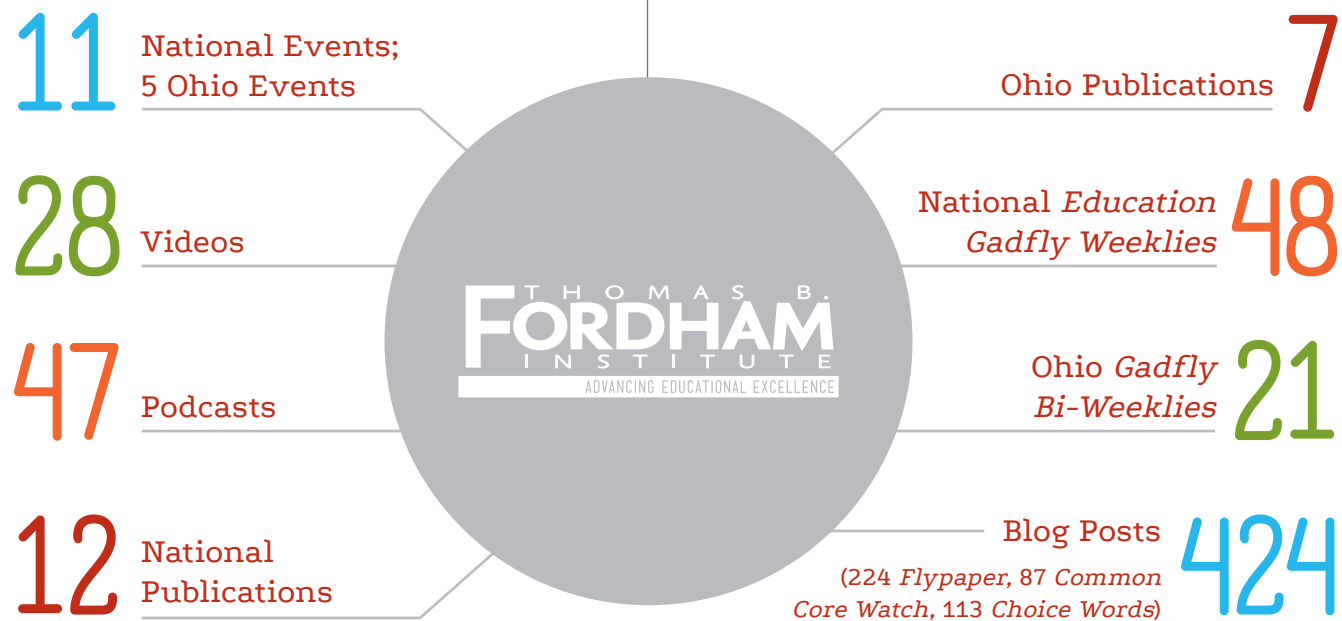 11
National Events;
5 Ohio Events
28
Videos
47
Podcasts
12
National
Publications
THOMAS B.
FORDHAM
INSTITUTE
ADVANCING EDUCATIONAL EXCELLENCE
Ohio Publications
7
National Education
Gadfly Weeklies
48
Ohio Gadfly
Bi-Weeklies
21
Blog Posts
(224 Flypaper, 87 Common
Core Watch, 113 Choice Words)
424